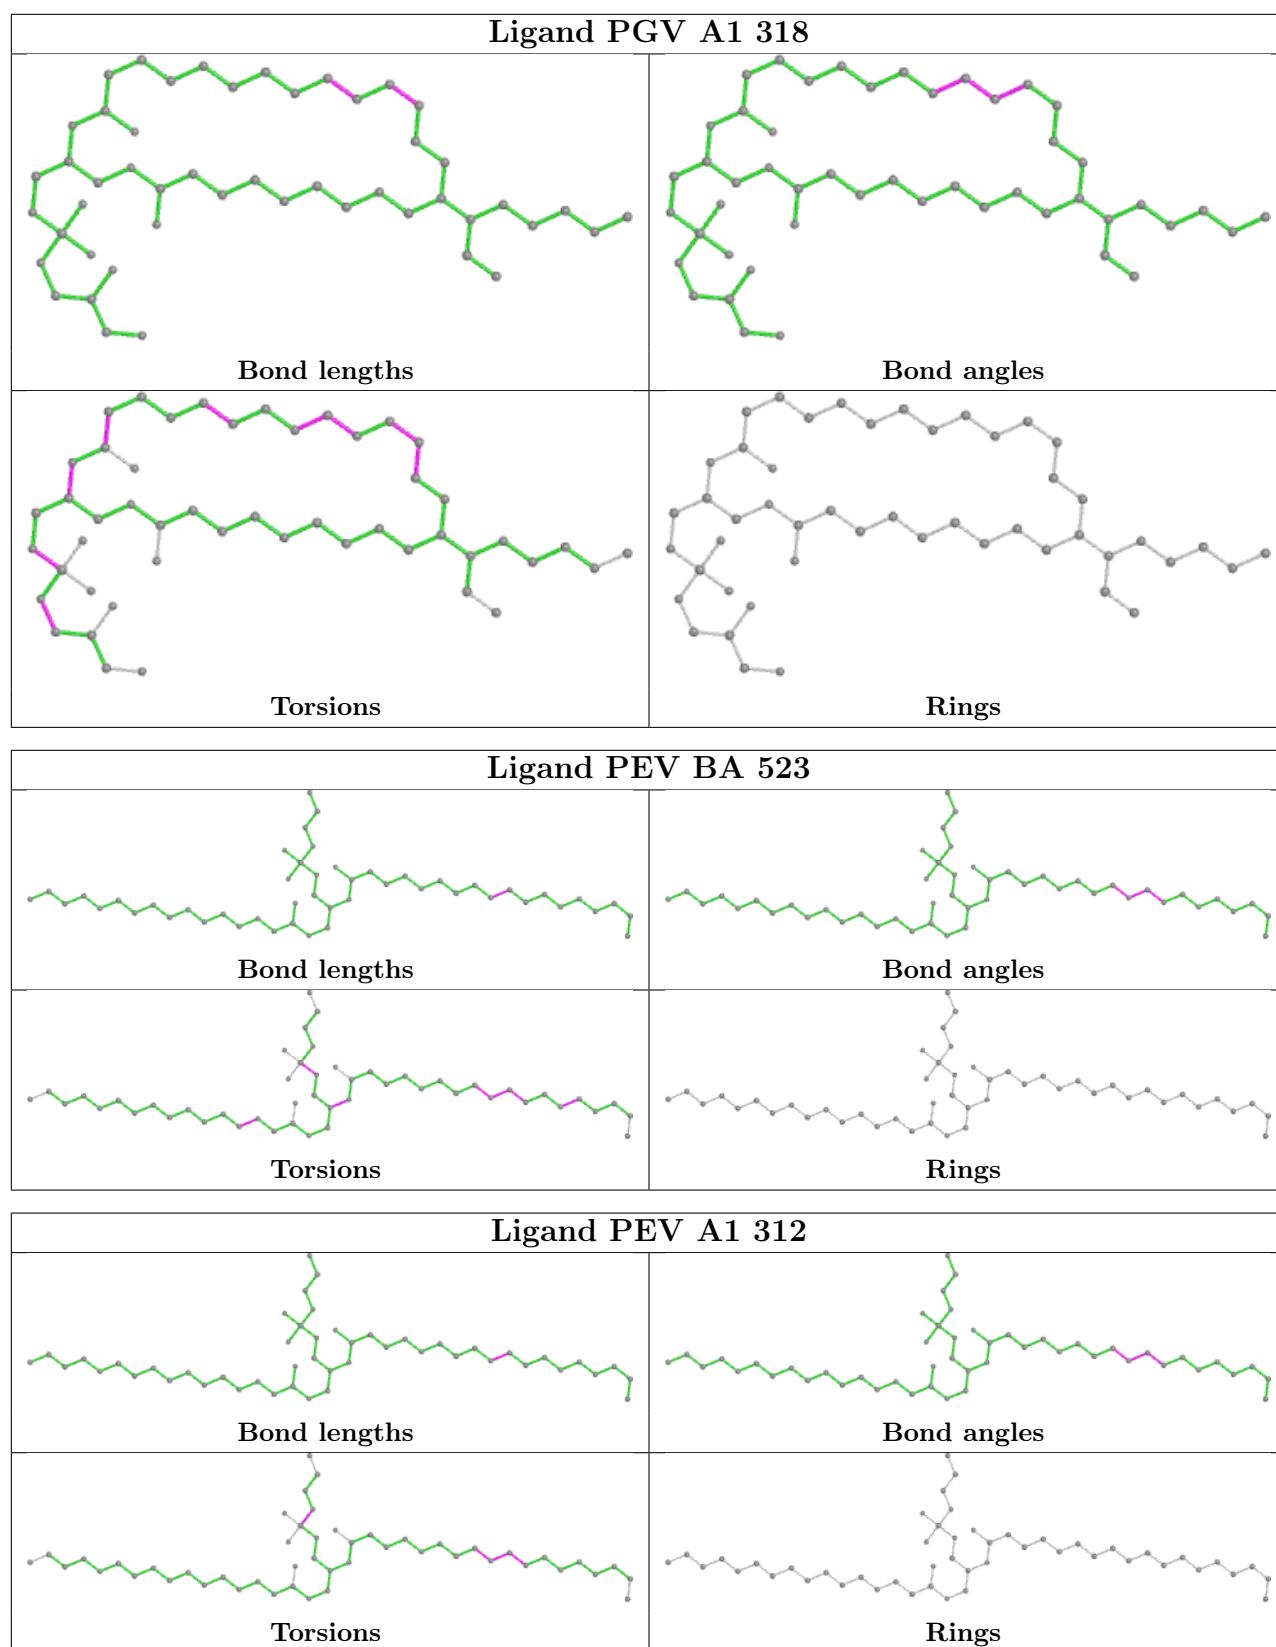 Ligand PGV A1 318
Bond lengths
Bond angles
Torsions
Rings
Ligand PEV BA 523
Bond lengths
Bond angles
Torsions
Rings
Ligand PEV A1 312
Bond lengths
Bond angles
Torsions
Rings